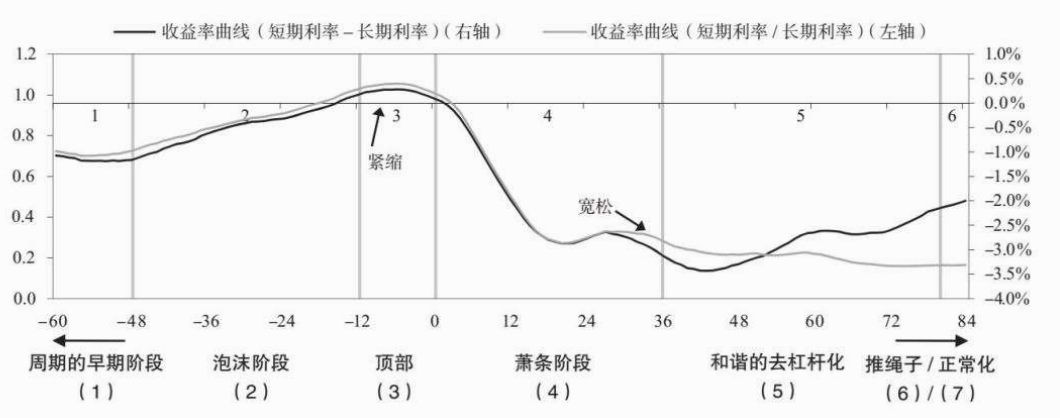 收益率曲线（短期利率－长期利率）（右轴） 收益率曲线（短期利率/长期利率）（左轴）
1.2 1.0%
0.5%
1.0 0.0%
1 2 3 4 5 6
0.8 –0.5%
紧缩 –1.0%
0.6 –1.5%
–2.0%
0.4 宽松 –2.5%
0.2 –3.0%
–3.5%
0.0 –4.0%
–60 –48 –36 –24 –12 0 12 24 36 48 60 72 84
周期的早期阶段 泡沫阶段 顶部 萧条阶段 和谐的去杠杆化 推绳子/正常化
（1） （2） （3） （4） （5） （6）/（7）